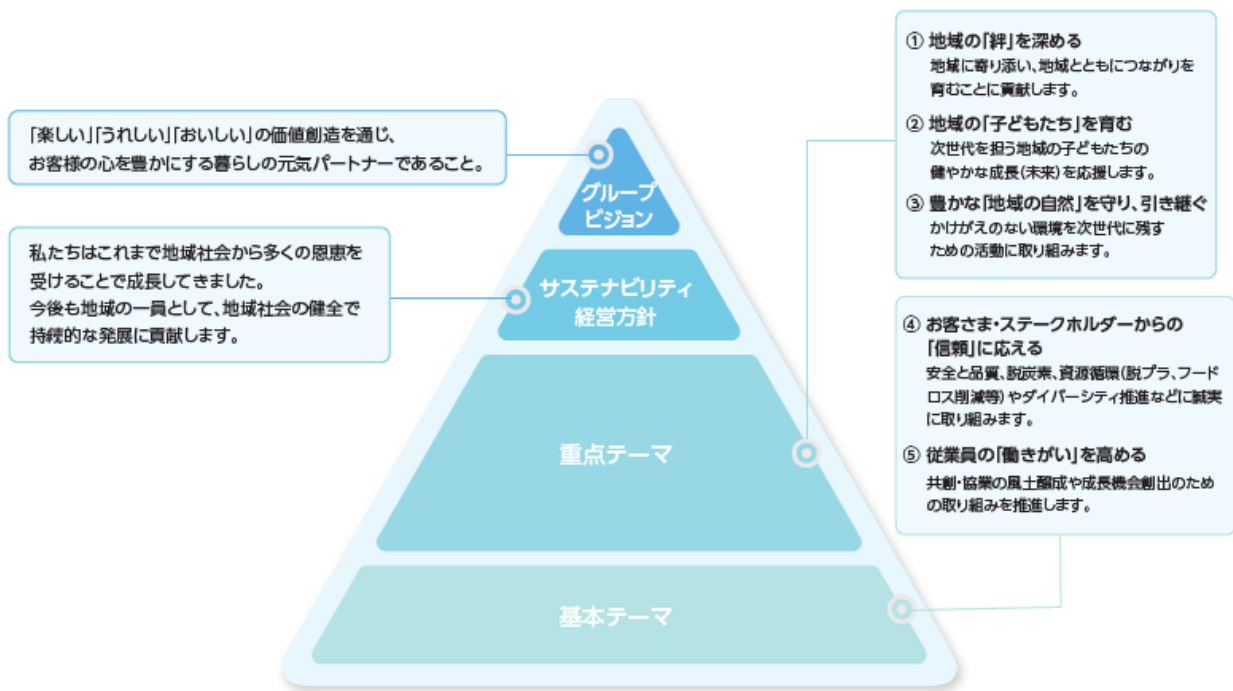 「楽しい」「うれしい」「おいしい」の価値創造を通じ、
お客様の心を豊かにする暮らしの元気パートナーであること。
私たちはこれまで地域社会から多くの恩恵を
受けることで成長してきました。
今後も地域の一員として、地域社会の健全で
持続的な発展に貢献します。
グループ
ビジョン
サステナビリティ
経営方針
重点テーマ
基本テーマ
① 地域の「絆」を深める
地域に寄り添い、地域とともにつながりを
育むことに貢献します。
② 地域の「子どもたち」を育む
次世代を担う地域の子どもたちの
健やかな成長(未来)を応援します。
③ 豊かな「地域の自然」を守り、引き継ぐ
かけがえのない環境を次世代に残す
ための活動に取り組みます。
④ お客さま・ステークホルダーからの
「信頼」に応える
安全と品質、脱炭素、資源循環(脱プラ、フード
ロス削減等)やダイバーシティ推進などに誠実
に取り組みます。
⑤ 従業員の「働きがい」を高める
共創・協業の風土醸成や成長機会創出のため
の取り組みを推進します。